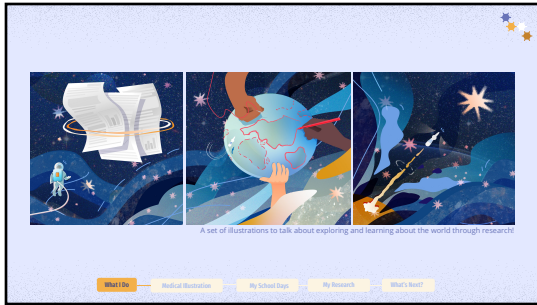 A set of illustrations to talk about exploring and learning about the world through research!
What I Do
Medical Illustration
My School Days
My Research
What's Next?